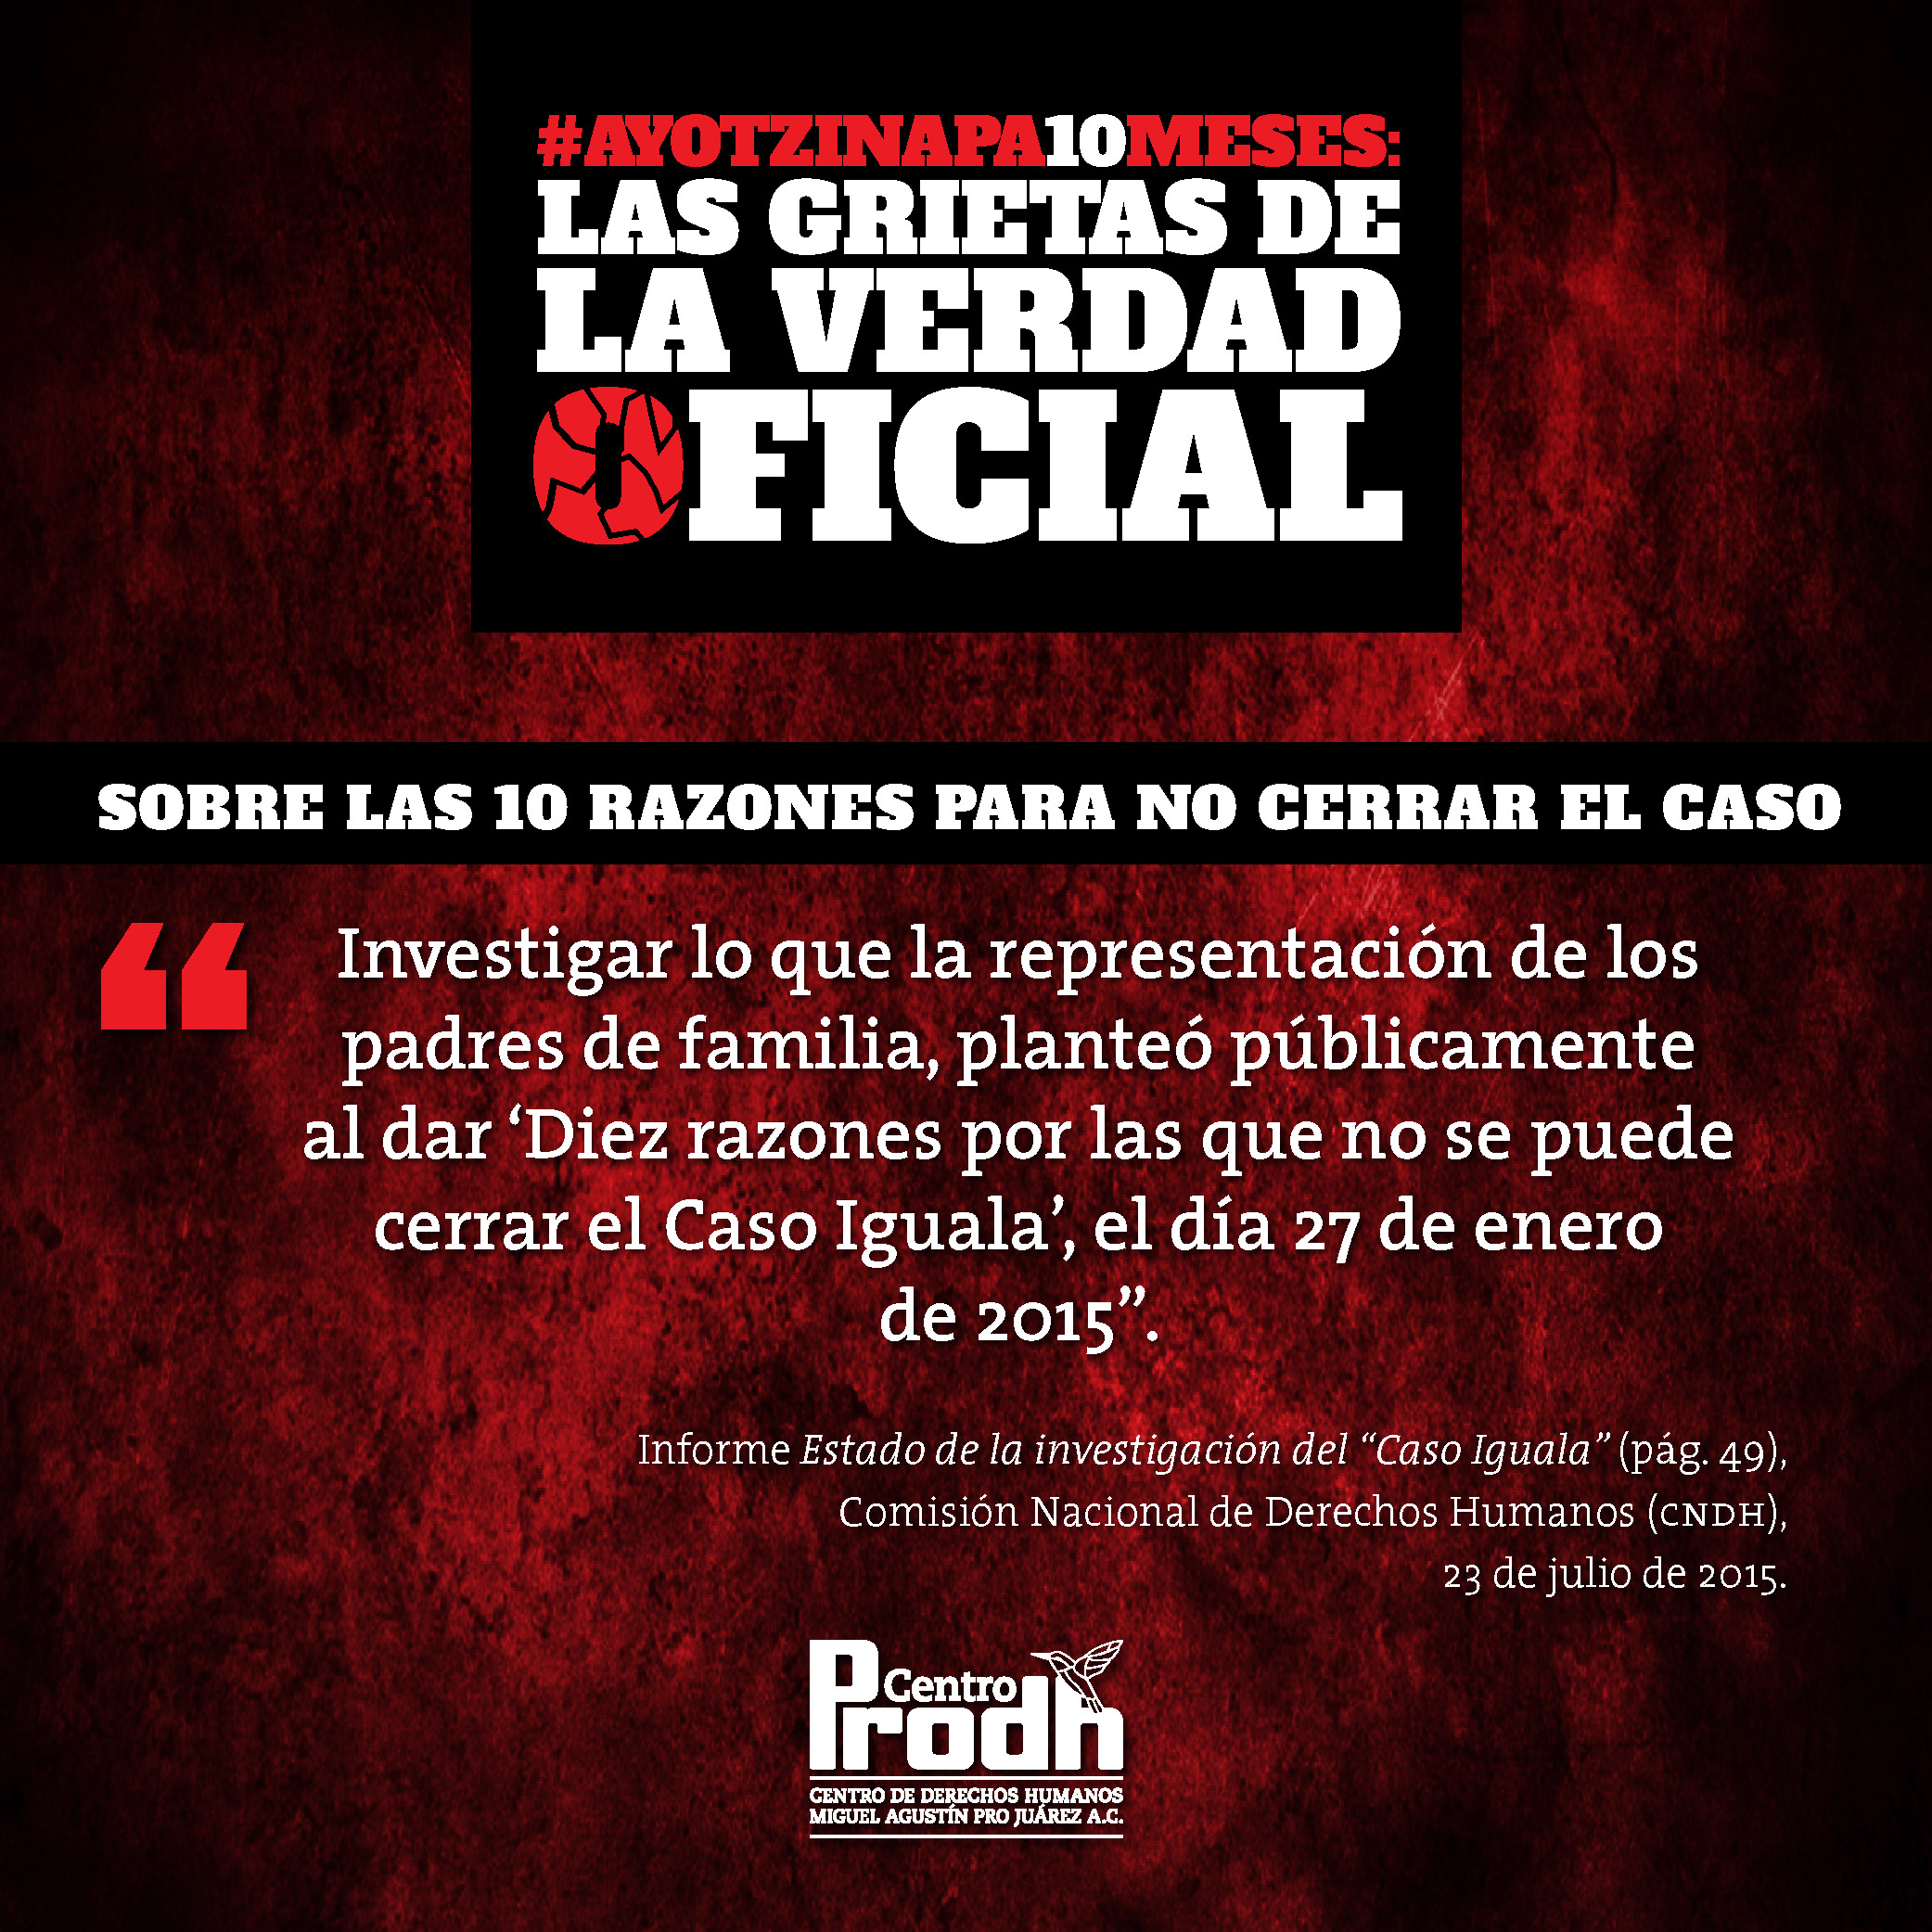 #AYOTZINAPA10MESES:
LAS GRIETAS DE
LA VERDAD
OFICIAL
SOBRE LAS 10 RAZONES PARA NO CERRAR EL CASO
“Investigar lo que la representación de los
padres de familia, planteó públicamente
al dar ‘Diez razones por las que no se puede
cerrar el Caso Iguala’, el día 27 de enero
de 2015”.
Informe Estado de la investigación del “Caso Iguala” (pág. 49),
Comisión Nacional de Derechos Humanos (CNDH),
23 de julio de 2015.
Centro
Prodh
CENTRO DE DERECHOS HUMANOS
MIGUEL AGUSTÍN PRO JUÁREZ A.C.